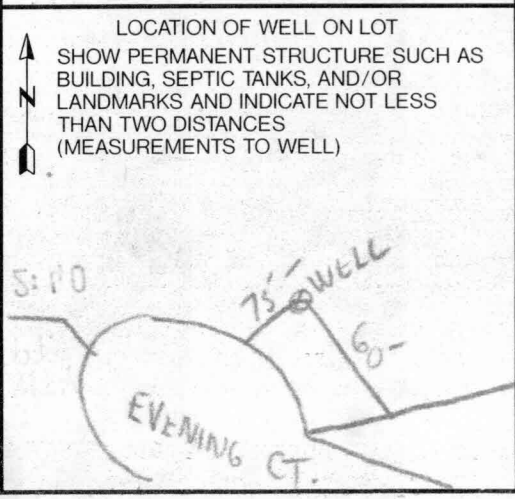 LOCATION OF WELL ON LOT
SHOW PERMANENT STRUCTURE SUCH AS
BUILDING, SEPTIC TANKS, AND/OR
N LANDMARKS AND INDICATE NOT LESS
THAN TWO DISTANCES
(MEASUREMENTS TO WELL)
75' WELL
60-
EVENING CT.